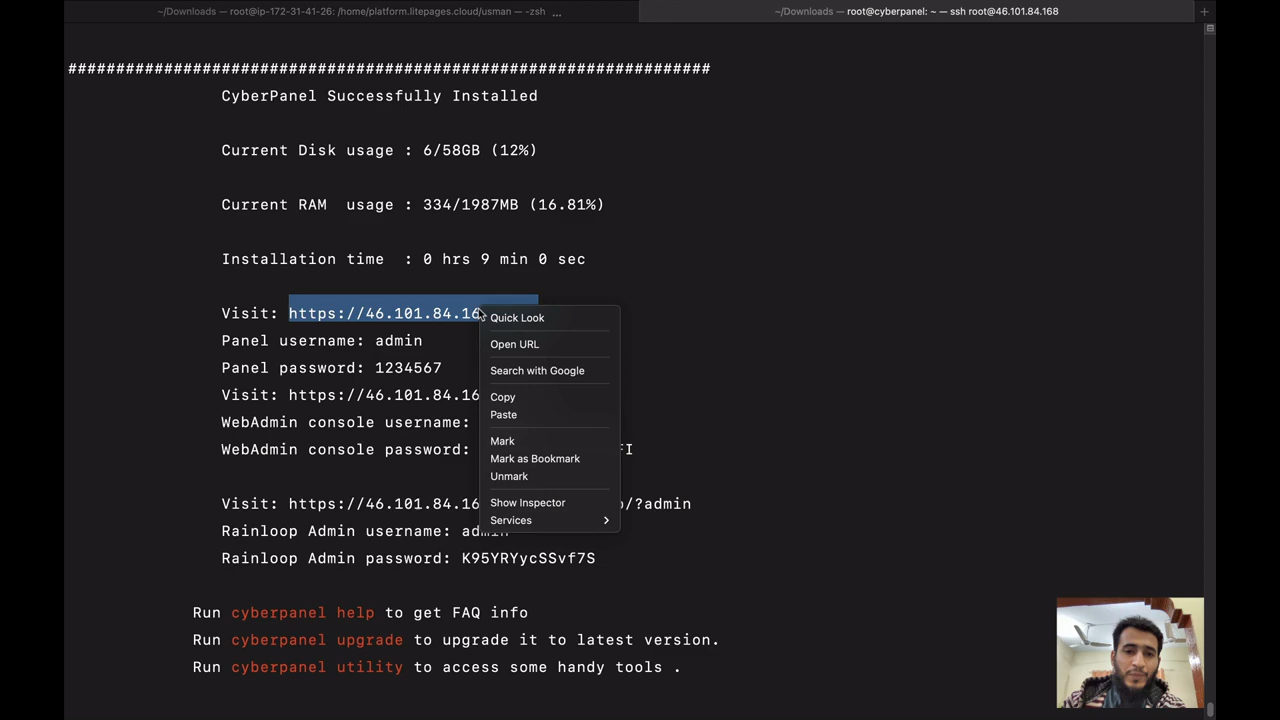 ~/Downloads — root@ip-172-31-41-26: /home/platform.litepages.cloud/usman — -zsh ...
~/Downloads — root@cyberpanel: ~ — ssh root@46.101.84.168
###################################################################
CyberPanel Successfully Installed
Current Disk usage : 6/58GB (12%)
Current RAM  usage : 334/1987MB (16.81%)
Installation time  : 0 hrs 9 min 0 sec
Visit: https://46.101.84.16
Panel username: admin
Panel password: 1234567
Visit: https://46.101.84.16
WebAdmin console username:
WebAdmin console password:
Visit: https://46.101.84.16 /?admin
Rainloop Admin username: admin
Rainloop Admin password: K95YRYycSSvf7S
Run cyberpanel help to get FAQ info
Run cyberpanel upgrade to upgrade it to latest version.
Run cyberpanel utility to access some handy tools .
Quick Look
Open URL
Search with Google
Copy
Paste
Mark
Mark as Bookmark
Unmark
Show Inspector
Services